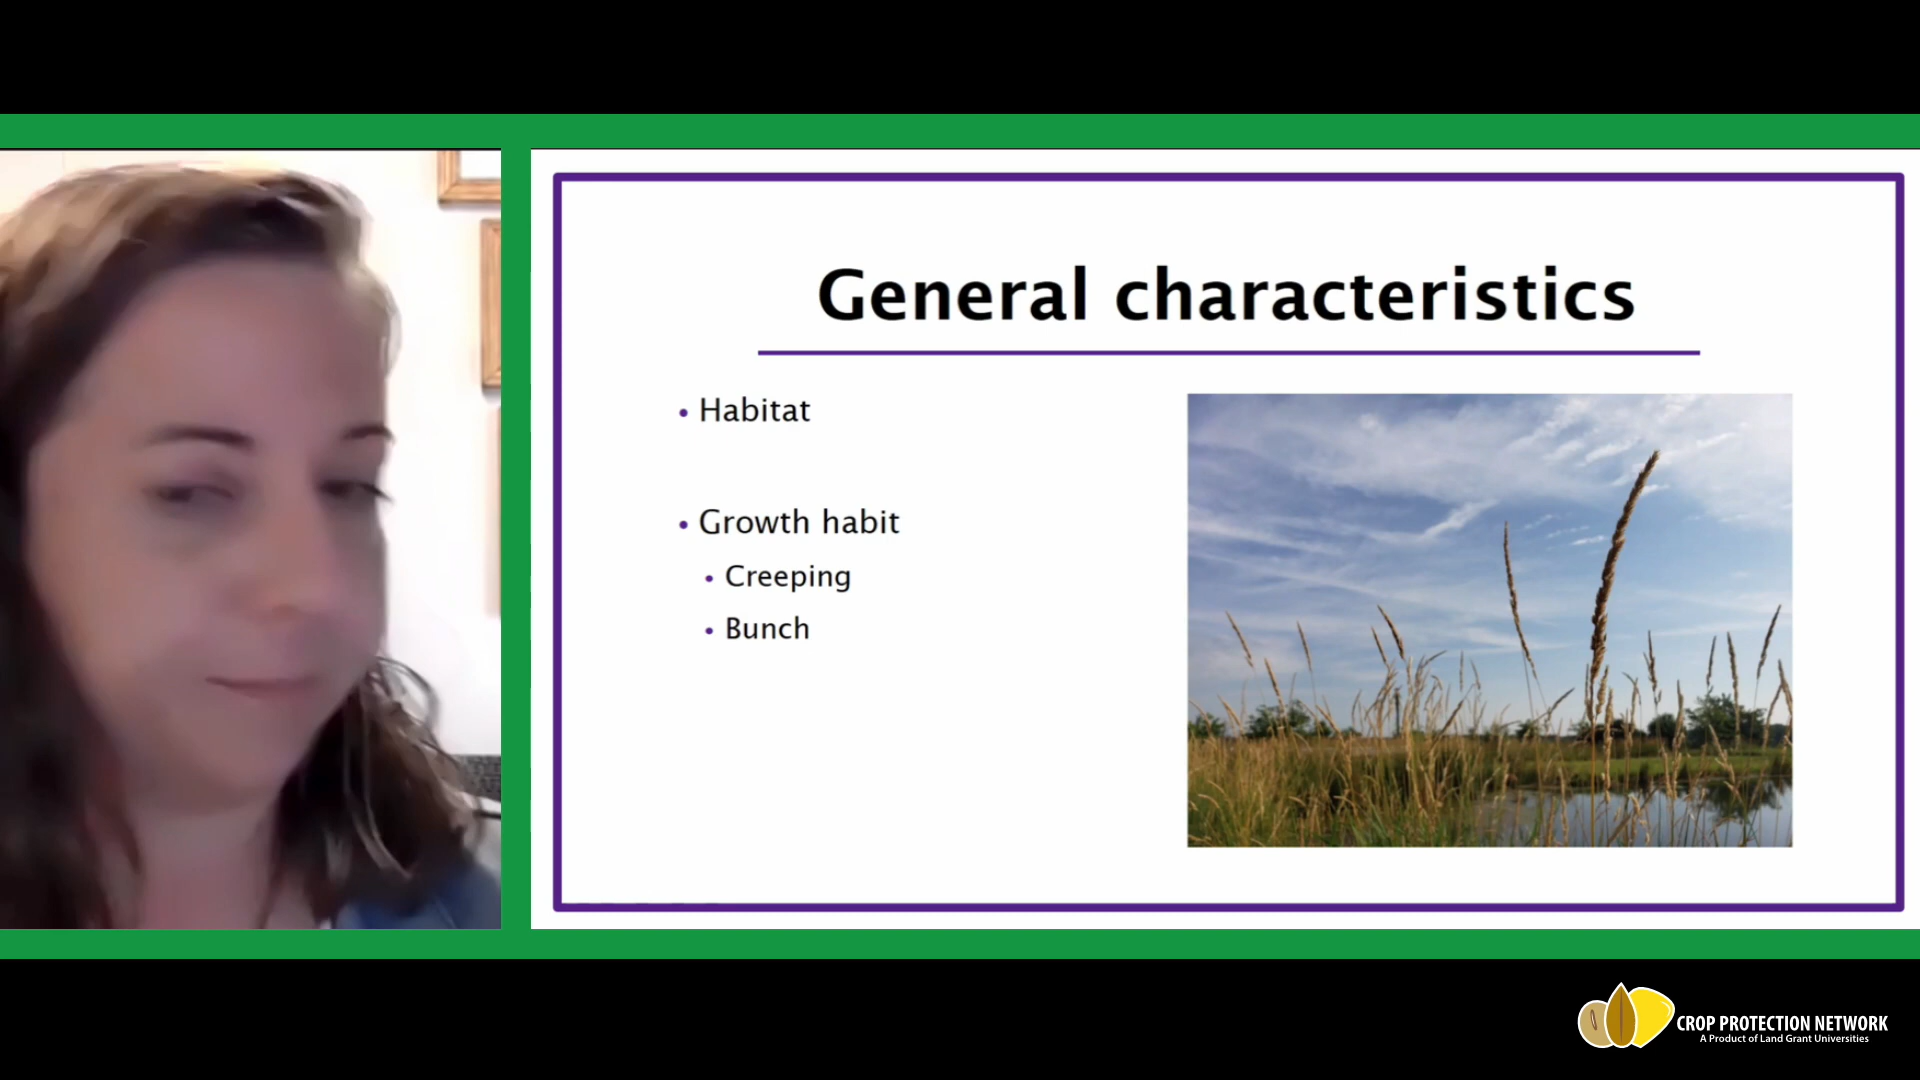 General characteristics
Habitat
Growth habit
Creeping
Bunch
CROP PROTECTION NETWORK
A Product of Land Grant Universities